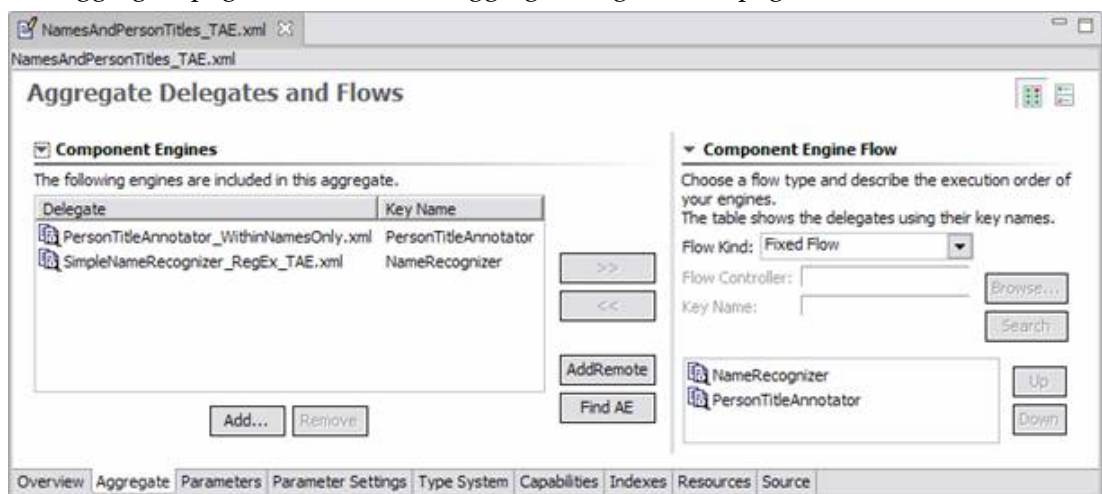 NamesAndPersonTitles_TAE.xml
NamesAndPersonTitles_TAE.xml
Aggregate Delegates and Flows
Component Engines
The following engines are included in this aggregate.
Delegate Key Name
PersonTitleAnnotator_WithinNamesOnly.xml PersonTitleAnnotator
SimpleNameRecognizer_RegEx_TAE.xml NameRecognizer
>>
<<
AddRemote
Find AE
Add... Remove
Component Engine Flow
Choose a flow type and describe the execution order of
your engines.
The table shows the delegates using their key names.
Flow Kind: Fixed Flow
Flow Controller:
Browse...
Key Name:
Search
NameRecognizer
PersonTitleAnnotator
Up
Down
Overview Aggregate Parameters Parameter Settings Type System Capabilities Indexes Resources Source